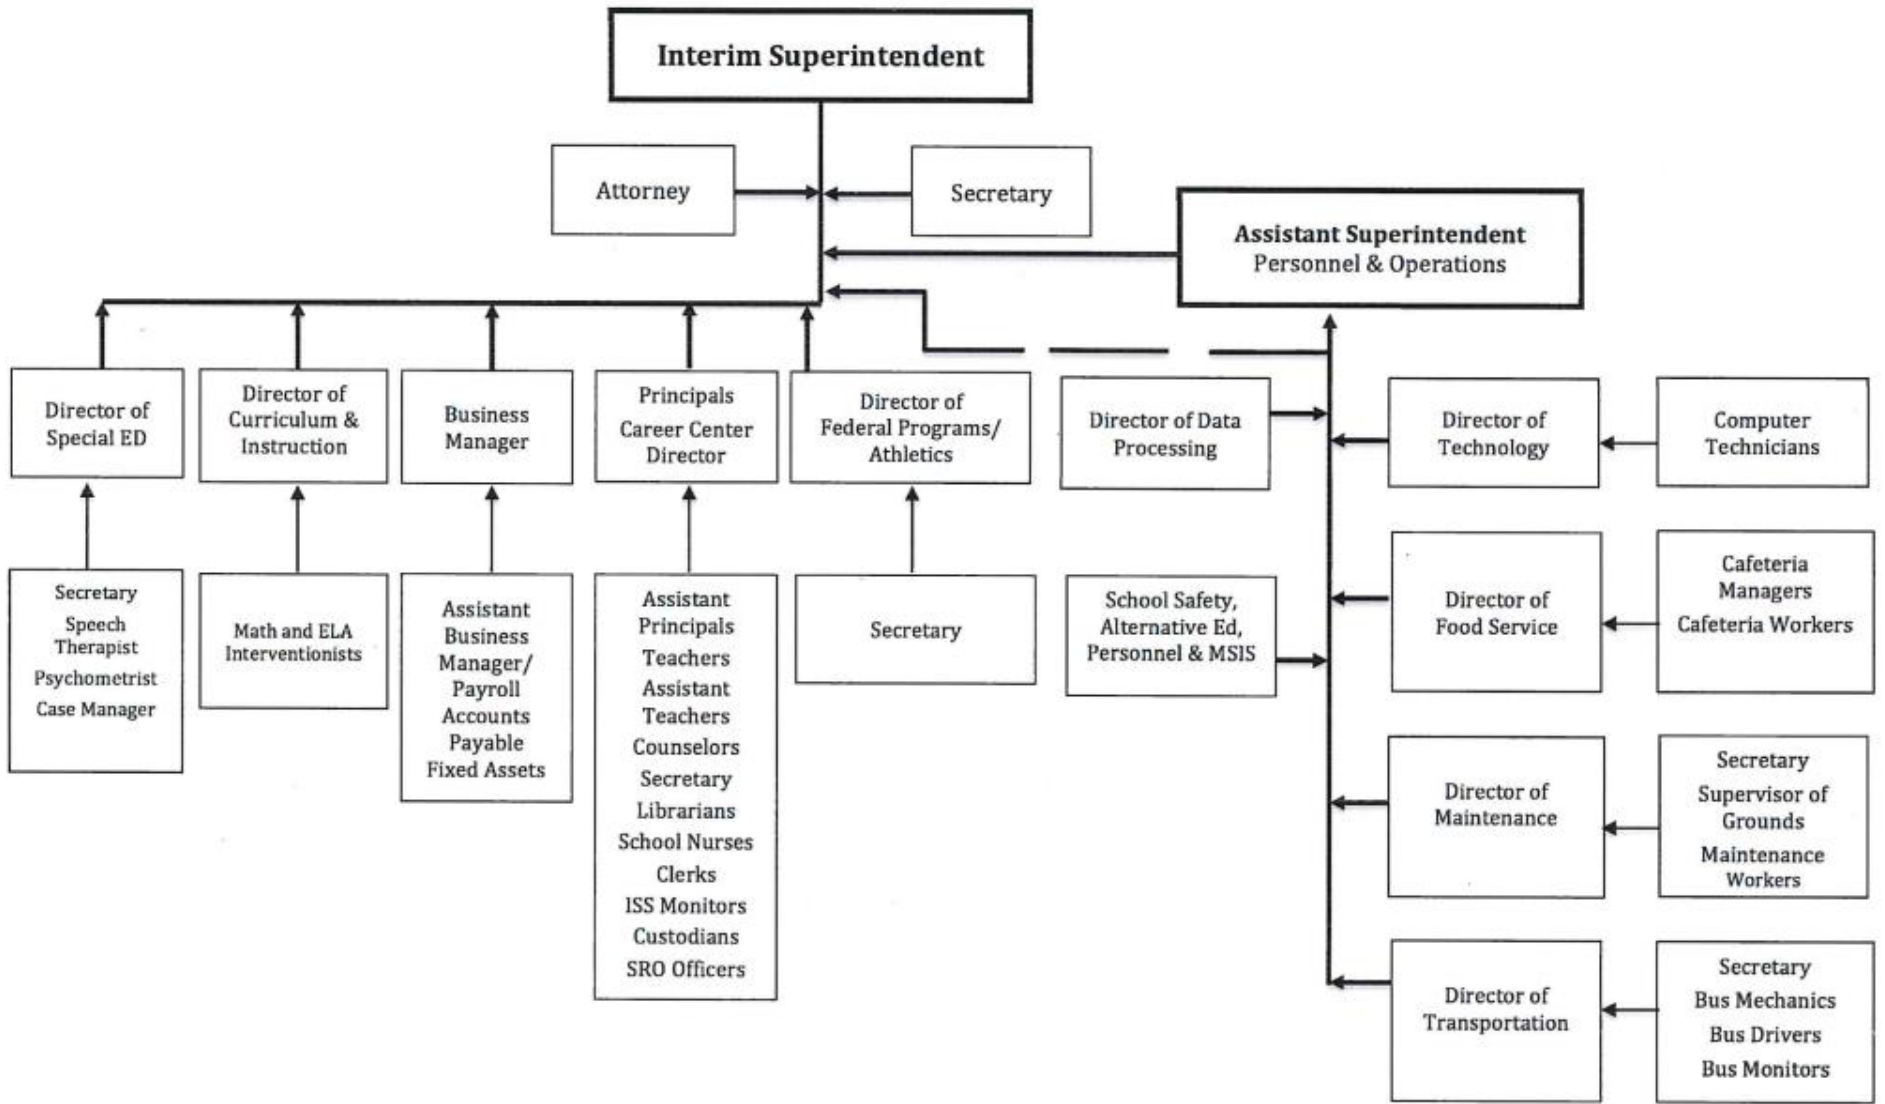 Interim Superintendent
Attorney
Secretary
Assistant Superintendent
Personnel & Operations
Director of
Special ED
Director of
Curriculum &
Instruction
Business
Manager
Principals
Career Center
Director
Director of
Federal Programs/
Athletics
Director of Data
Processing
Director of
Technology
Computer
Technicians
Secretary
Speech
Therapist
Psychometrist
Case Manager
Math and ELA
Interventionists
Assistant
Business
Manager/
Payroll
Accounts
Payable
Fixed Assets
Assistant
Principals
Teachers
Assistant
Teachers
Counselors
Secretary
Librarians
School Nurses
Clerks
ISS Monitors
Custodians
SRO Officers
Secretary
School Safety,
Alternative Ed,
Personnel & MSIS
Director of
Food Service
Cafeteria
Managers
Cafeteria Workers
Director of
Maintenance
Secretary
Supervisor of
Grounds
Maintenance
Workers
Director of
Transportation
Secretary
Bus Mechanics
Bus Drivers
Bus Monitors